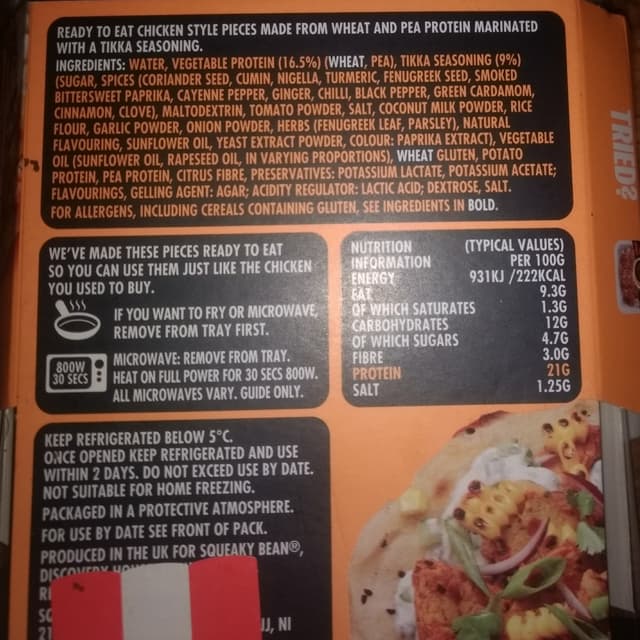 READY TO EAT CHICKEN STYLE PIECES MADE FROM WHEAT AND PEA PROTEIN MARINATED
WITH A TIKKA SEASONING.
INGREDIENTS: WATER, VEGETABLE PROTEIN (16.5%) (WHEAT, PEA), TIKKA SEASONING (9%)
(SUGAR, SPICES (CORIANDER SEED, CUMIN, NIGELLA, TURMERIC, FENUGREEK SEED, SMOKED
BITTERSWEET PAPRIKA, CAYENNE PEPPER, GINGER, CHILLI, BLACK PEPPER, GREEN CARDAMOM,
CINNAMON, CLOVE), MALTODEXTRIN, TOMATO POWDER, SALT, COCONUT MILK POWDER, RICE
FLOUR, GARLIC POWDER, ONION POWDER, HERBS (FENUGREEK LEAF, PARSLEY), NATURAL
FLAVOURING, SUNFLOWER OIL, YEAST EXTRACT POWDER, COLOUR: PAPRIKA EXTRACT), VEGETABLE
OIL (SUNFLOWER OIL, RAPESEED OIL, IN VARYING PROPORTIONS), WHEAT GLUTEN, POTATO
PROTEIN, PEA PROTEIN, CITRUS FIBRE, PRESERVATIVES: POTASSIUM LACTATE, POTASSIUM ACETATE;
FLAVOURINGS, GELLING AGENT: AGAR; ACIDITY REGULATOR: LACTIC ACID; DEXTROSE, SALT.
FOR ALLERGENS, INCLUDING CEREALS CONTAINING GLUTEN, SEE INGREDIENTS IN BOLD.
TRIED?
WE'VE MADE THESE PIECES READY TO EAT
SO YOU CAN USE THEM JUST LIKE THE CHICKEN
YOU USED TO BUY.
IF YOU WANT TO FRY OR MICROWAVE,
REMOVE FROM TRAY FIRST.
800W
30 SECS
MICROWAVE: REMOVE FROM TRAY.
HEAT ON FULL POWER FOR 30 SECS 800W.
ALL MICROWAVES VARY. GUIDE ONLY.
NUTRITION (TYPICAL VALUES)
INFORMATION PER 100G
ENERGY 931KJ /222KCAL
FAT 9.3G
OF WHICH SATURATES 1.3G
CARBOHYDRATES 12G
OF WHICH SUGARS 4.7G
FIBRE 3.0G
PROTEIN 21G
SALT 1.25G
KEEP REFRIGERATED BELOW 5°C.
ONCE OPENED KEEP REFRIGERATED AND USE
WITHIN 2 DAYS. DO NOT EXCEED USE BY DATE.
NOT SUITABLE FOR HOME FREEZING.
PACKAGED IN A PROTECTIVE ATMOSPHERE.
FOR USE BY DATE SEE FRONT OF PACK.
PRODUCED IN THE UK FOR SQUEAKY BEAN®,
DISCOVERY
21
JJ, NI